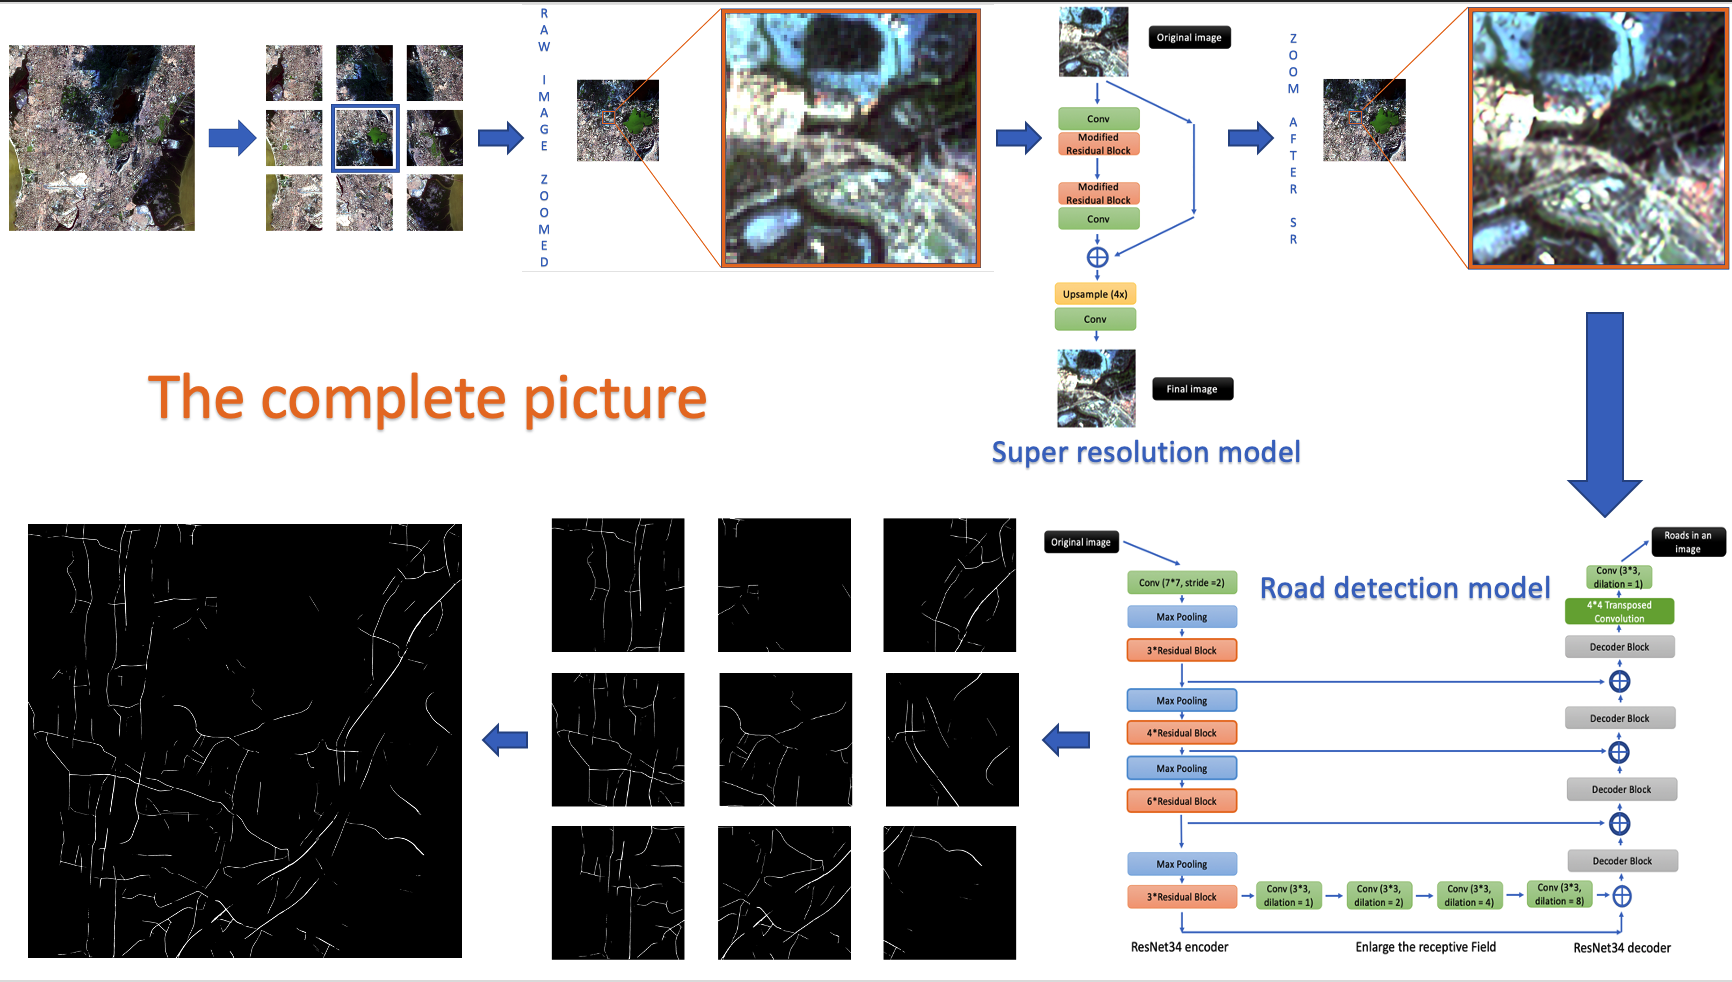 RAW IMAGE ZOOMED
Original image
Conv
Modified
Residual Block
Modified
Residual Block
Conv
Upsample (4x)
Conv
Final image
Super resolution model
ZOOM AFTER SR
The complete picture
Original image
Conv (7*7, stride =2)
Max Pooling
3*Residual Block
Max Pooling
4*Residual Block
Max Pooling
6*Residual Block
Max Pooling
3*Residual Block
Conv (3*3,
dilation = 1)
Conv (3*3,
dilation = 2)
Conv (3*3,
dilation = 4)
Conv (3*3,
dilation = 8)
Road detection model
Roads in an
image
Conv (3*3,
dilation = 1)
4*4 Transposed
Convolution
Decoder Block
Decoder Block
Decoder Block
Decoder Block
ResNet34 encoder
Enlarge the receptive Field
ResNet34 decoder